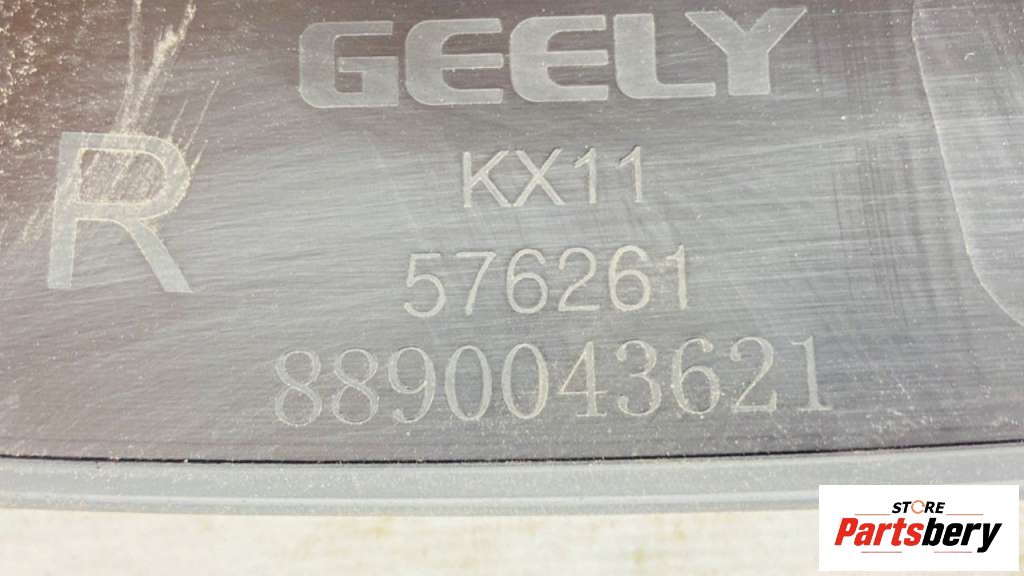 GEELY
R
KX11
576261
8890043621
STORE
Partsbery